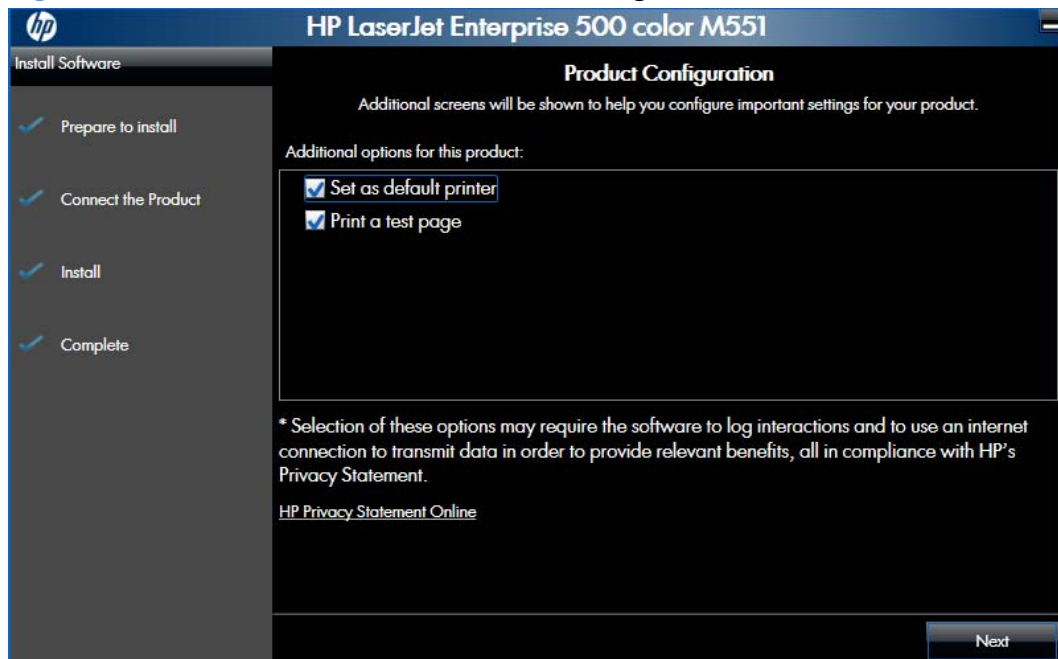 hp
HP LaserJet Enterprise 500 color M551
Install Software
Product Configuration
Additional screens will be shown to help you configure important settings for your product.
Prepare to install
Additional options for this product:
Set as default printer
Connect the Product
Print a test page
Install
Complete
* Selection of these options may require the software to log interactions and to use an internet
connection to transmit data in order to provide relevant benefits, all in compliance with HP's
Privacy Statement.
HP Privacy Statement Online
Next